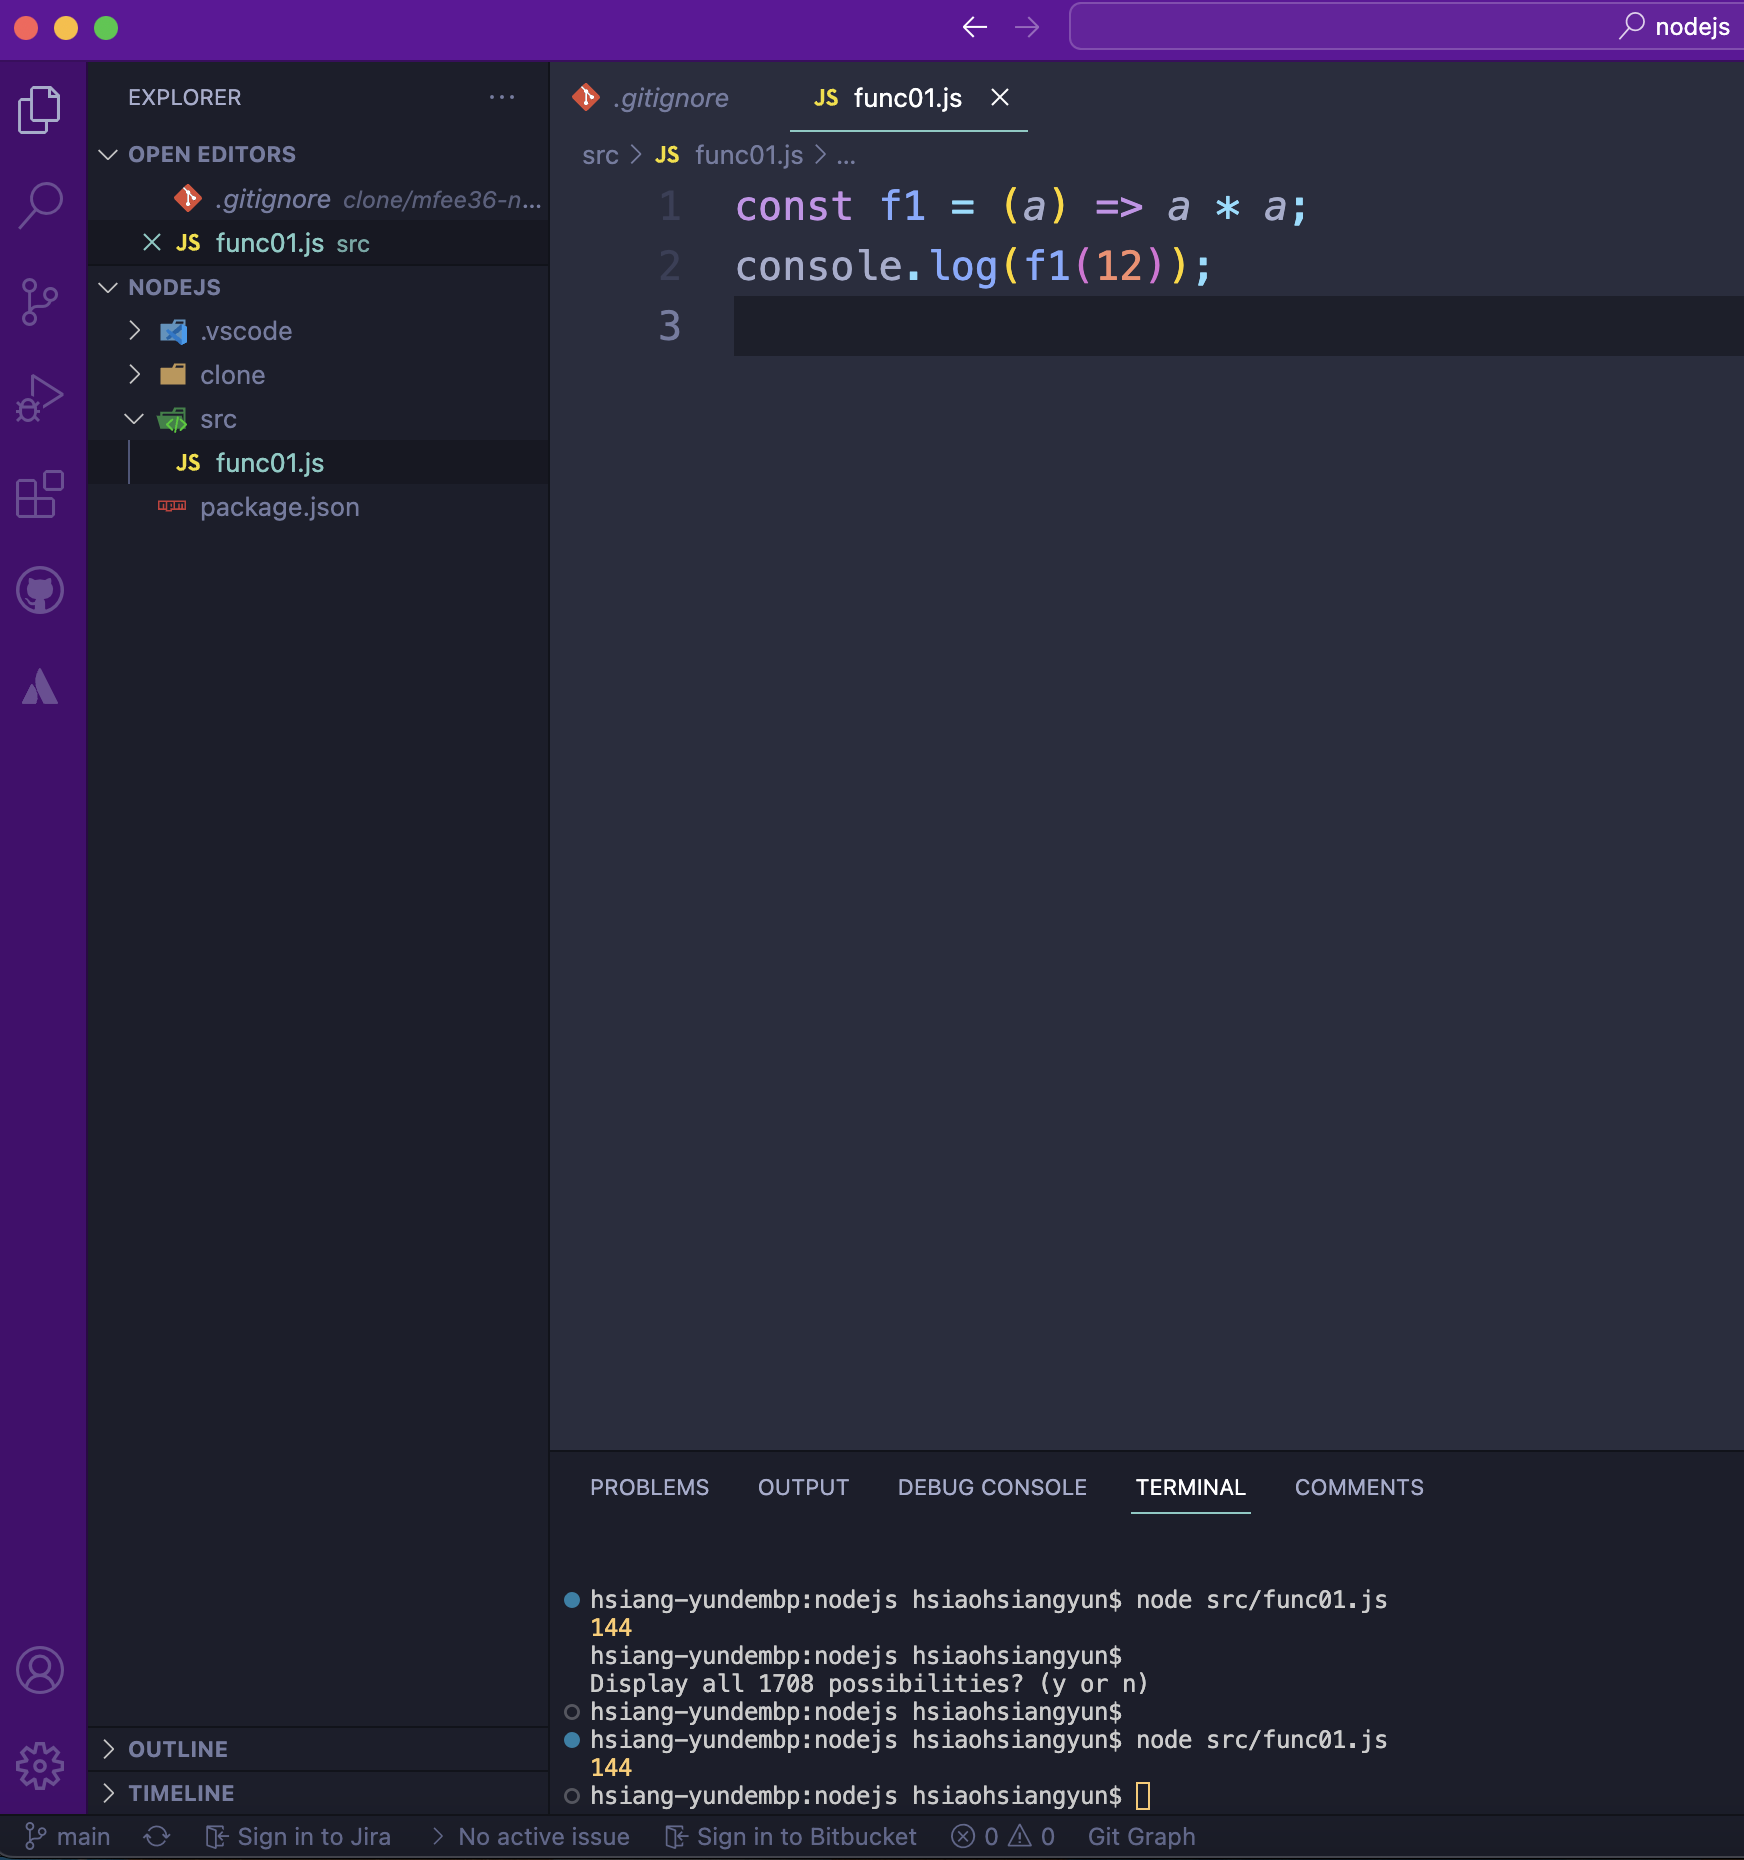 nodejs
EXPLORER
OPEN EDITORS
.gitignore clone/mfee36-n...
JS func01.js src
NODEJS
.vscode
clone
src
JS func01.js
package.json
OUTLINE
TIMELINE
.gitignore
JS func01.js
src > JS func01.js > ...
1 const f1 = (a) => a * a;
2 console.log(f1(12));
3
PROBLEMS OUTPUT DEBUG CONSOLE TERMINAL COMMENTS
hsiang-yundembp:nodejs hsiaohsiangyun$ node src/func01.js
144
hsiang-yundembp:nodejs hsiaohsiangyun$
Display all 1708 possibilities? (y or n)
hsiang-yundembp:nodejs hsiaohsiangyun$
hsiang-yundembp:nodejs hsiaohsiangyun$ node src/func01.js
144
hsiang-yundembp:nodejs hsiaohsiangyun$
main Sign in to Jira > No active issue Sign in to Bitbucket 0 0 Git Graph